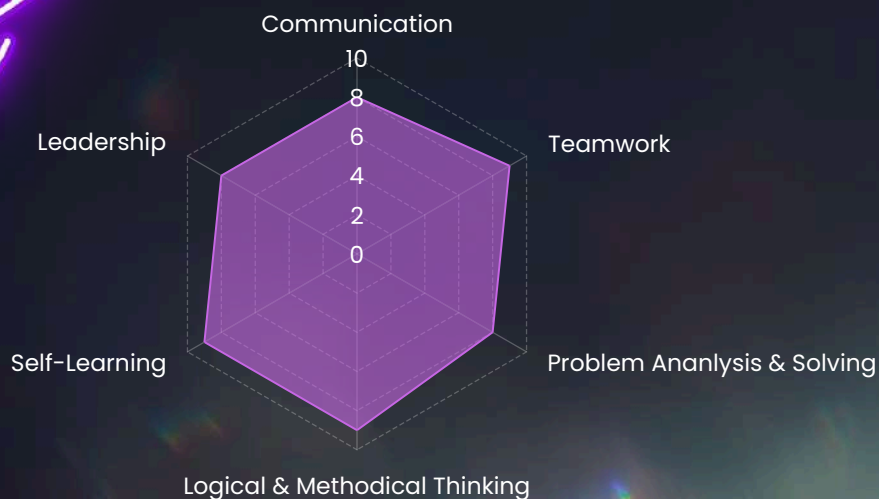 Communication
10
8
6
4
2
0
Leadership
Teamwork
Self-Learning
Problem Ananlysis & Solving
Logical & Methodical Thinking